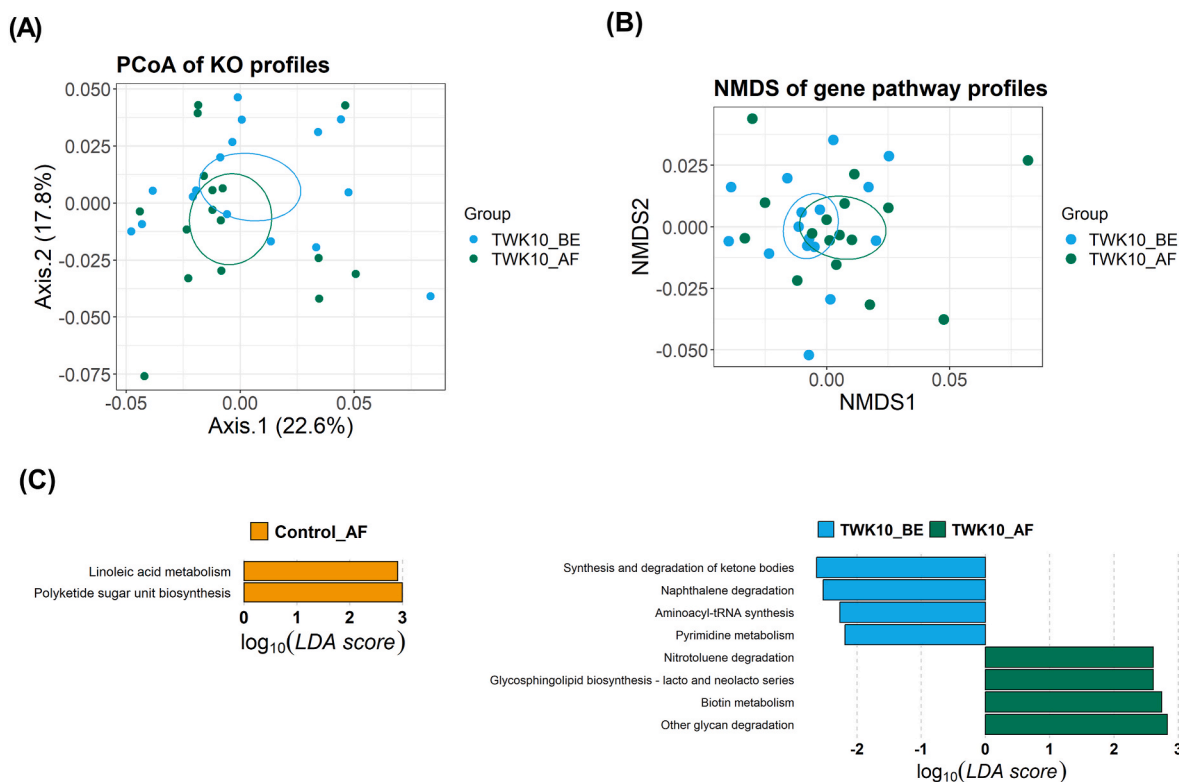 (A)
PCoA of KO profiles
0.050
0.025
0.000
-0.025
-0.050
-0.075
Axis.2 (17.8%)
-0.05
0.00
0.05
Axis.1 (22.6%)
Group
TWK10_BE
TWK10_AF
(B)
NMDS of gene pathway profiles
0.025
0.000
-0.025
-0.050
NMDS2
0.00
0.05
NMDS1
Group
TWK10_BE
TWK10_AF
(C)
Control_AF
Linoleic acid metabolism
Polyketide sugar unit biosynthesis
0 1 2 3
log₁₀(LDA score)
TWK10_BE TWK10_AF
Synthesis and degradation of ketone bodies
Naphthalene degradation
Aminoacyl-tRNA synthesis
Pyrimidine metabolism
Nitrotoluene degradation
Glycosphingolipid biosynthesis - lacto and neolacto series
Biotin metabolism
Other glycan degradation
-2 -1 0 1 2 3
log₁₀(LDA score)